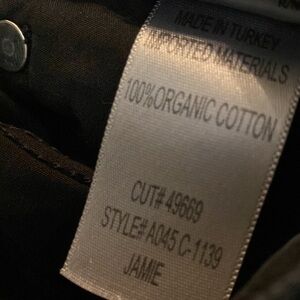 MADE IN TURKEY
IMPORTED MATERIALS
100%ORGANIC COTTON
CUT# 49669
STYLE# A045 C-1139
JAMIE